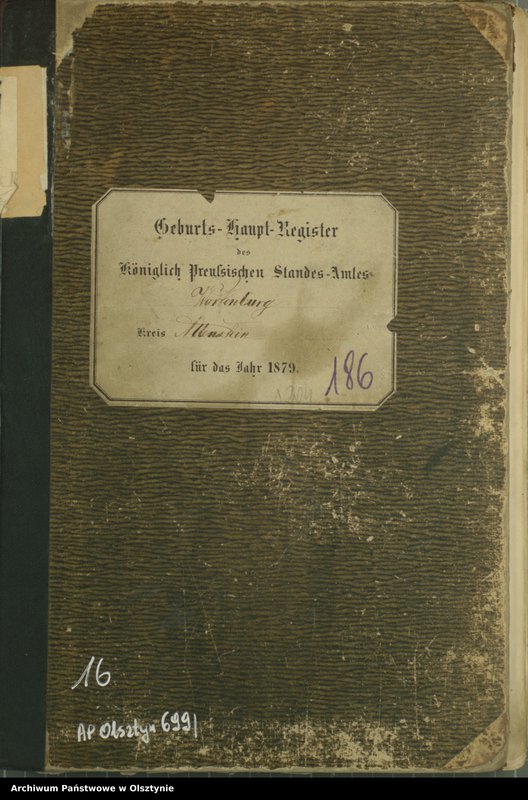 Geburts-Haupt-Register
des
Königlich Preußischen Standes-Amtes
Wartenburg
Kreis Allenstein
für das Jahr 1879.
186
16
AP Olsztyn 699/
Archiwum Państwowe w Olsztynie